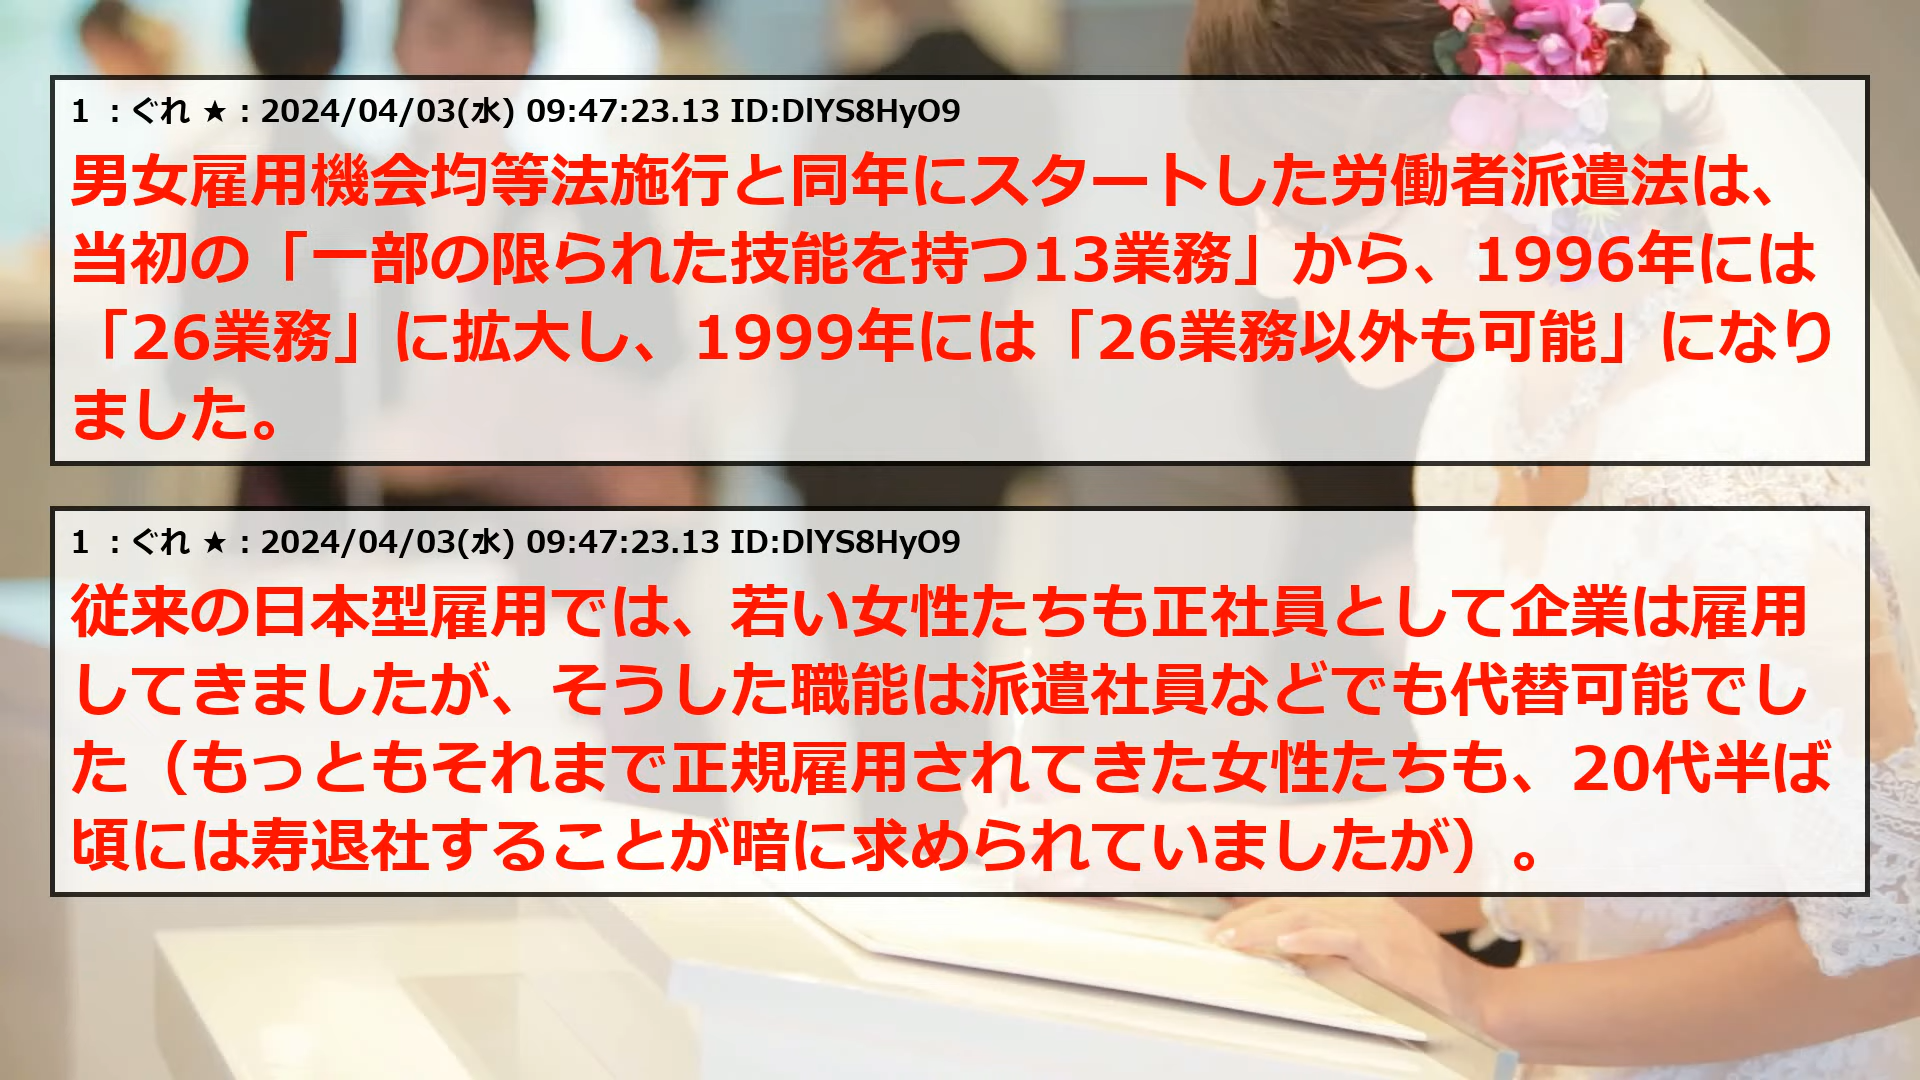 1 ：ぐれ ★：2024/04/03(水) 09:47:23.13 ID:DlYS8HyO9
男女雇用機会均等法施行と同年にスタートした労働者派遣法は、
当初の「一部の限られた技能を持つ13業務」から、1996年には
「26業務」に拡大し、1999年には「26業務以外も可能」になり
ました。
1 ：ぐれ ★：2024/04/03(水) 09:47:23.13 ID:DlYS8HyO9
従来の日本型雇用では、若い女性たちも正社員として企業は雇用
してきましたが、そうした職能は派遣社員などでも代替可能でし
た（もっともそれまで正規雇用されてきた女性たちも、20代半ば
頃には寿退社することが暗に求められていましたが）。